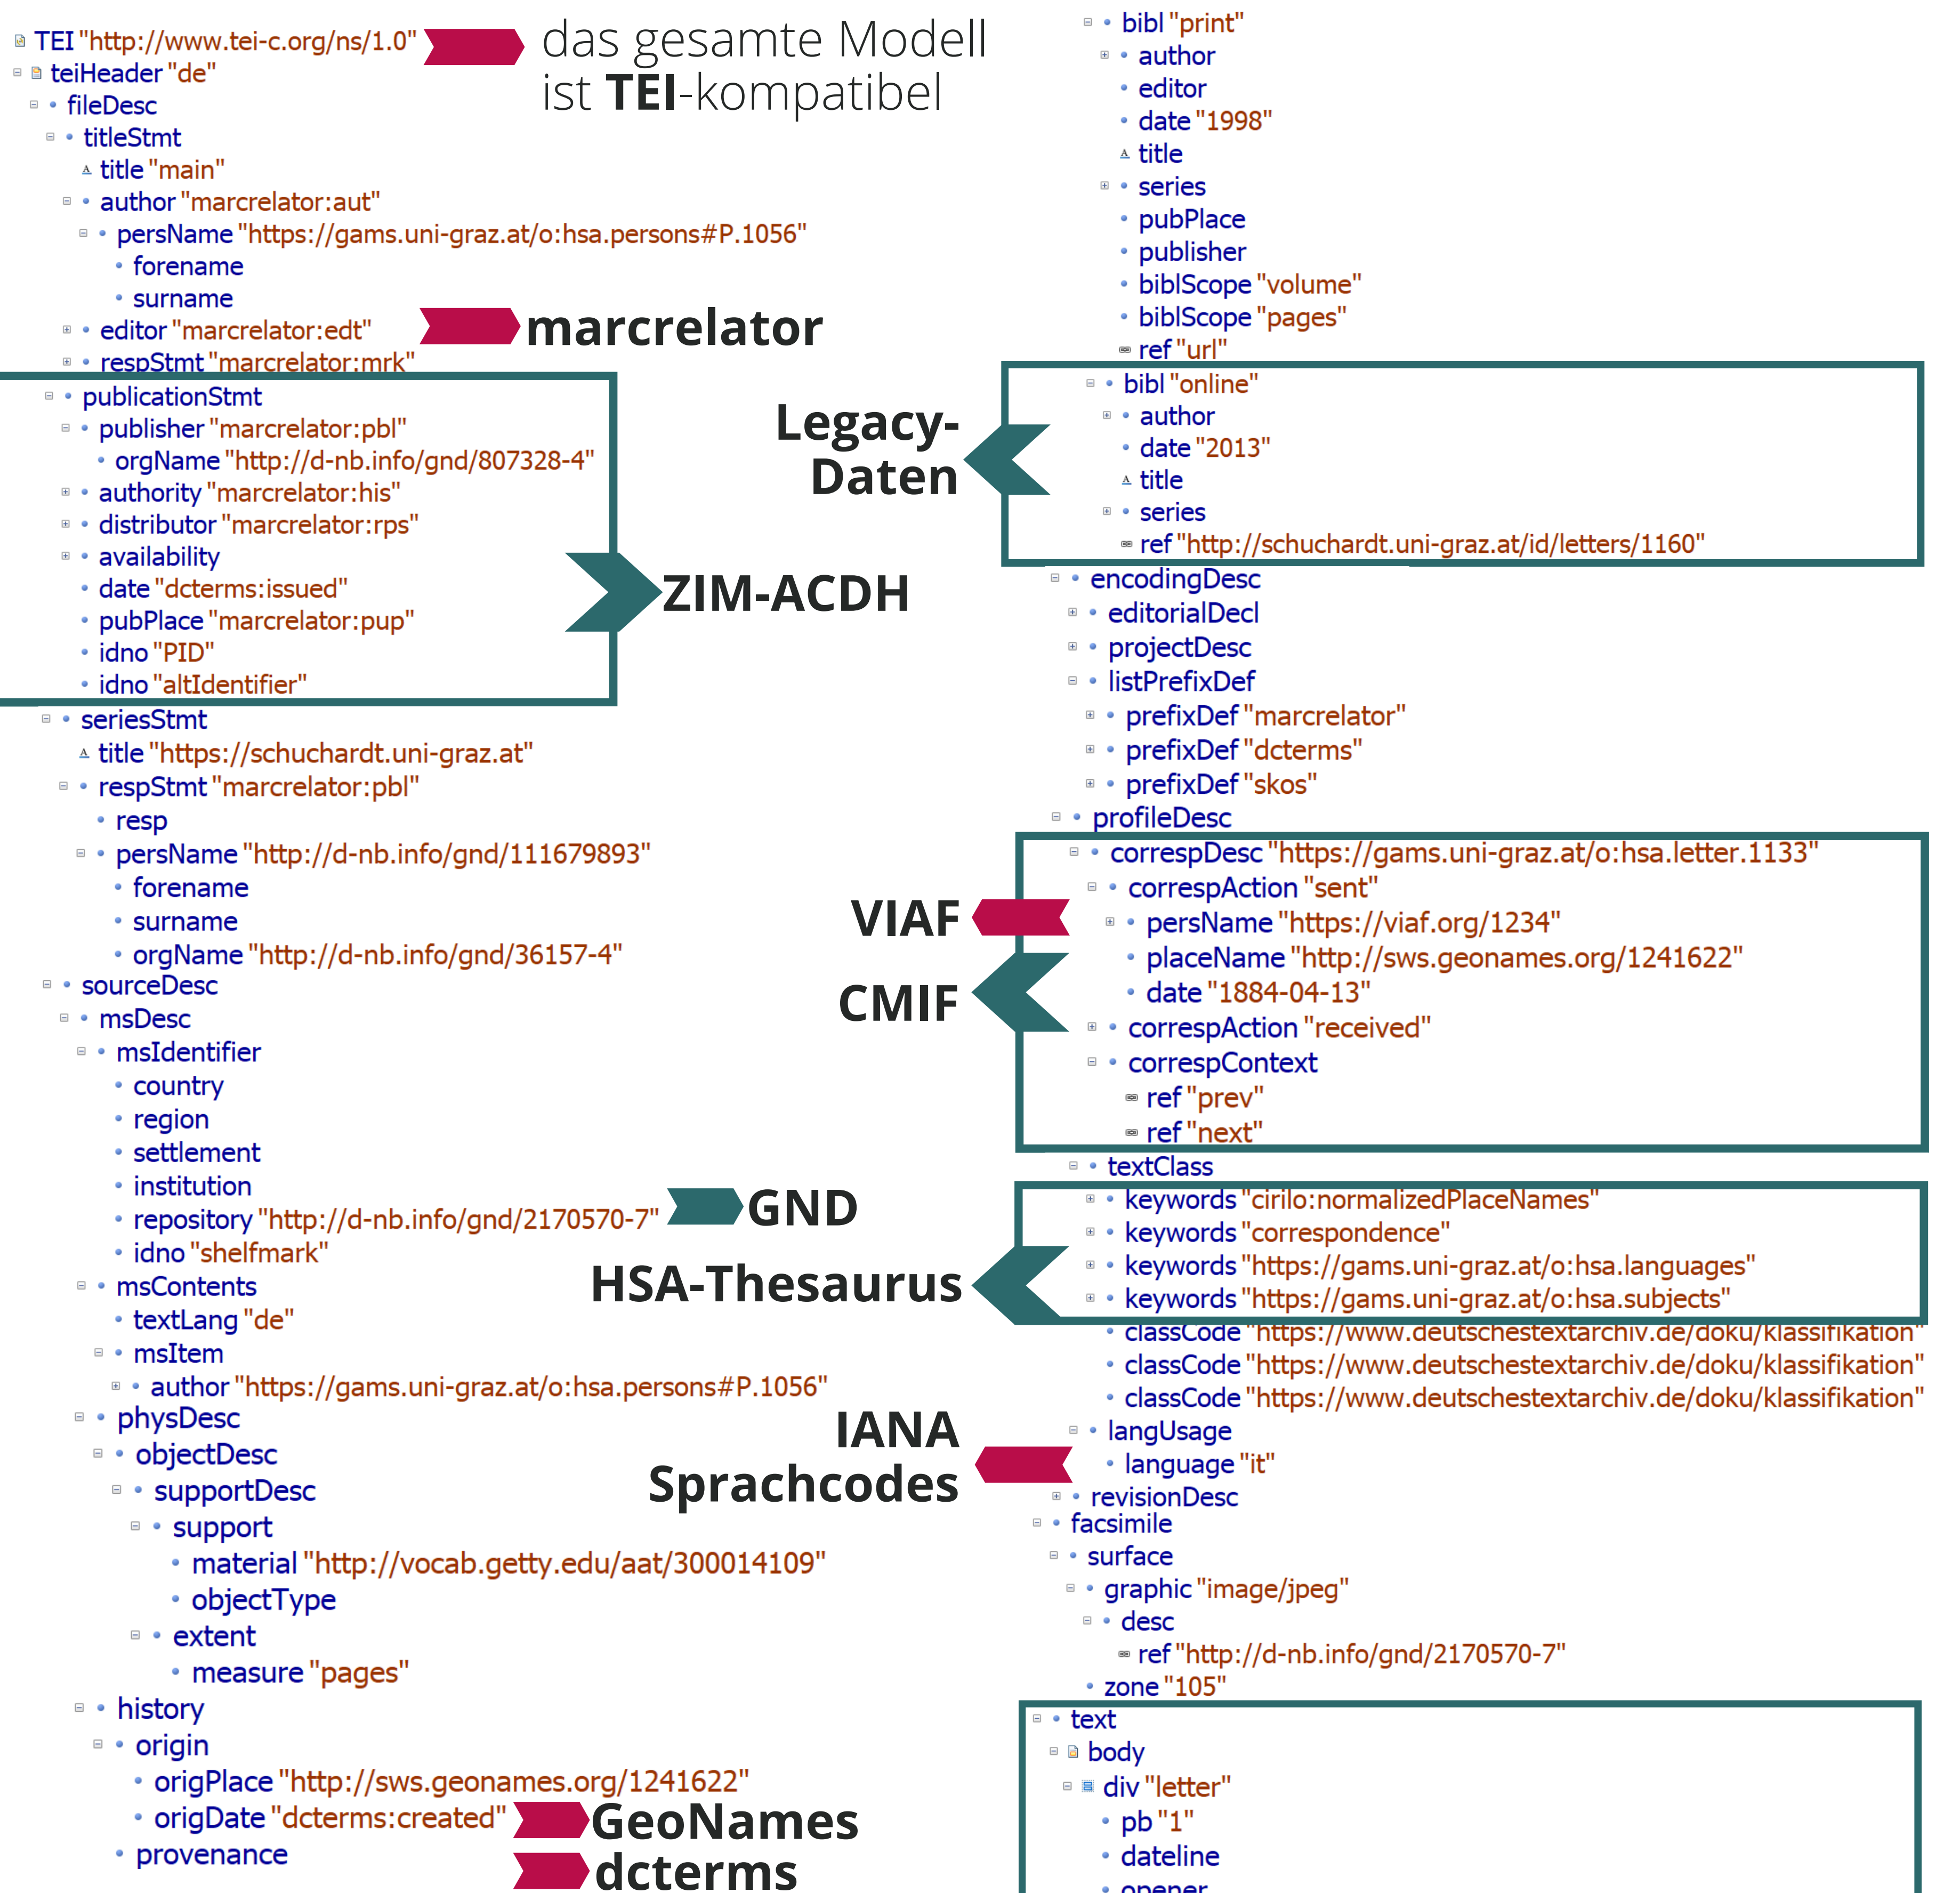 TEI "http://www.tei-c.org/ns/1.0"
das gesamte Modell
ist TEI-kompatibel
teiHeader "de"
fileDesc
titleStmt
title "main"
author "marcrelator:aut"
persName "https://gams.uni-graz.at/o:hsa.persons#P.1056"
forename
surname
editor "marcrelator:edt"
marcrelator
respStmt "marcrelator:mrk"
publicationStmt
publisher "marcrelator:pbl"
orgName "http://d-nb.info/gnd/807328-4"
authority "marcrelator:his"
distributor "marcrelator:rps"
availability
date "dcterms:issued"
pubPlace "marcrelator:pup"
idno "PID"
idno "altIdentifier"
ZIM-ACDH
seriesStmt
title "https://schuchardt.uni-graz.at"
respStmt "marcrelator:pbl"
resp
persName "http://d-nb.info/gnd/111679893"
forename
surname
orgName "http://d-nb.info/gnd/36157-4"
sourceDesc
msDesc
msIdentifier
country
region
settlement
institution
repository "http://d-nb.info/gnd/2170570-7"
GND
idno "shelfmark"
msContents
textLang "de"
msItem
author "https://gams.uni-graz.at/o:hsa.persons#P.1056"
physDesc
objectDesc
supportDesc
support
material "http://vocab.getty.edu/aat/300014109"
objectType
extent
measure "pages"
history
origin
origPlace "http://sws.geonames.org/1241622"
origDate "dcterms:created"
GeoNames
provenance
dcterms
bibl "print"
author
editor
date "1998"
title
series
pubPlace
publisher
biblScope "volume"
biblScope "pages"
ref "url"
Legacy-
Daten
bibl "online"
author
date "2013"
title
series
ref "http://schuchardt.uni-graz.at/id/letters/1160"
encodingDesc
editorialDecl
projectDesc
listPrefixDef
prefixDef "marcrelator"
prefixDef "dcterms"
prefixDef "skos"
profileDesc
correspDesc "https://gams.uni-graz.at/o:hsa.letter.1133"
correspAction "sent"
VIAF
persName "https://viaf.org/1234"
placeName "http://sws.geonames.org/1241622"
CMIF
date "1884-04-13"
correspAction "received"
correspContext
ref "prev"
ref "next"
textClass
HSA-Thesaurus
keywords "cirilo:normalizedPlaceNames"
keywords "correspondence"
keywords "https://gams.uni-graz.at/o:hsa.languages"
keywords "https://gams.uni-graz.at/o:hsa.subjects"
classCode "https://www.deutschestextarchiv.de/doku/klassifikation"
classCode "https://www.deutschestextarchiv.de/doku/klassifikation"
classCode "https://www.deutschestextarchiv.de/doku/klassifikation"
IANA
Sprachcodes
langUsage
language "it"
revisionDesc
facsimile
surface
graphic "image/jpeg"
desc
ref "http://d-nb.info/gnd/2170570-7"
zone "105"
text
body
div "letter"
pb "1"
dateline
opener